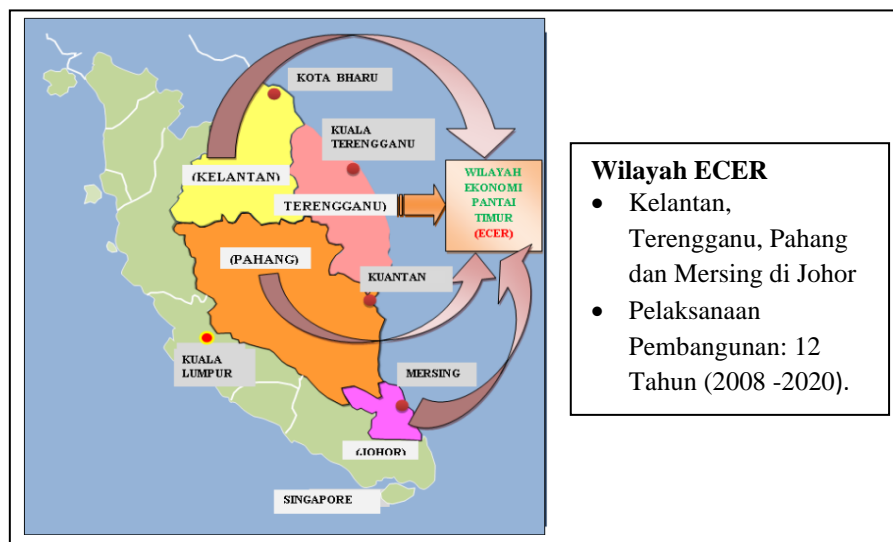 KOTA BHARU
KUALA
TERENGGANU
(KELANTAN)
WILAYAH
EKONOMI
PANTAI
TIMUR
(ECER)
TERENGGANU)
(PAHANG)
KUANTAN
KUALA
LUMPUR
MERSING
(JOHOR)
SINGAPORE
Wilayah ECER
• Kelantan,
Terengganu, Pahang
dan Mersing di Johor
• Pelaksanaan
Pembangunan: 12
Tahun (2008 -2020).